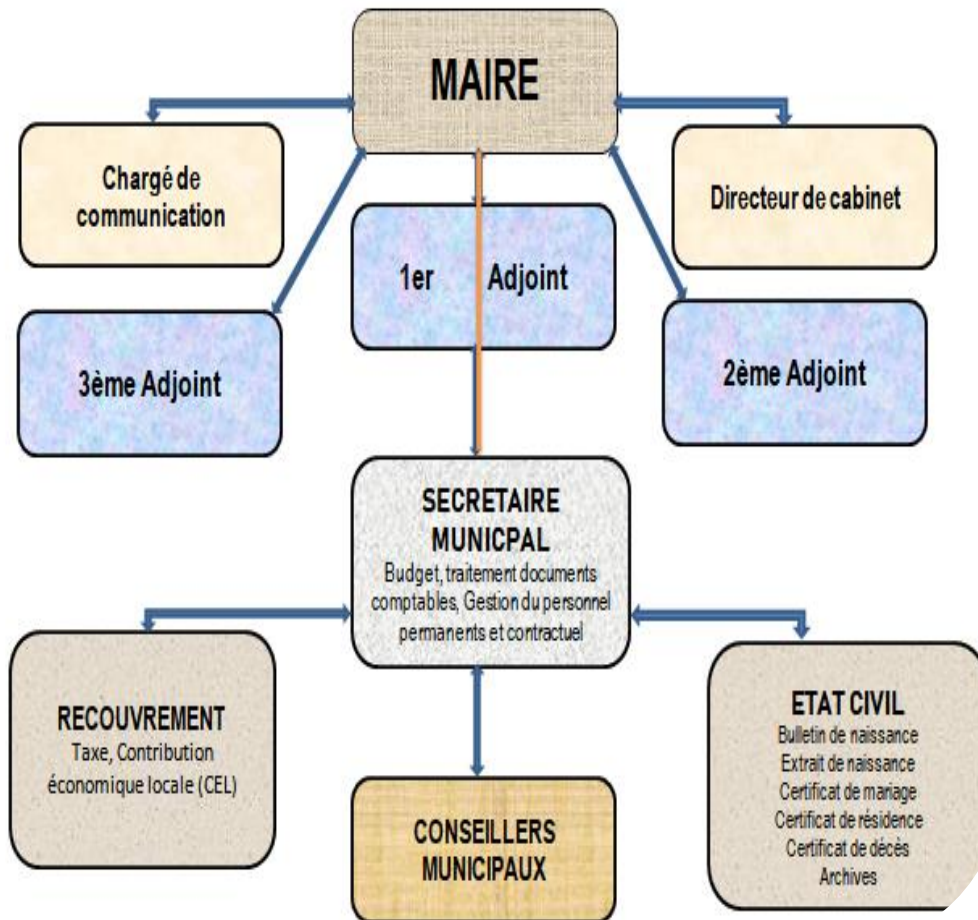 MAIRE
Chargé de
communication
Directeur de cabinet
1er Adjoint
3ème Adjoint
2ème Adjoint
SECRETAIRE
MUNICPAL
Budget, traitement documents
comptables, Gestion du personnel
permanents et contractuel
RECOUVREMENT
Taxe, Contribution
économique locale (CEL)
ETAT CIVIL
Bulletin de naissance
Extrait de naissance
Certificat de mariage
Certificat de résidence
Certificat de décès
Archives
CONSEILLERS
MUNICIPAUX